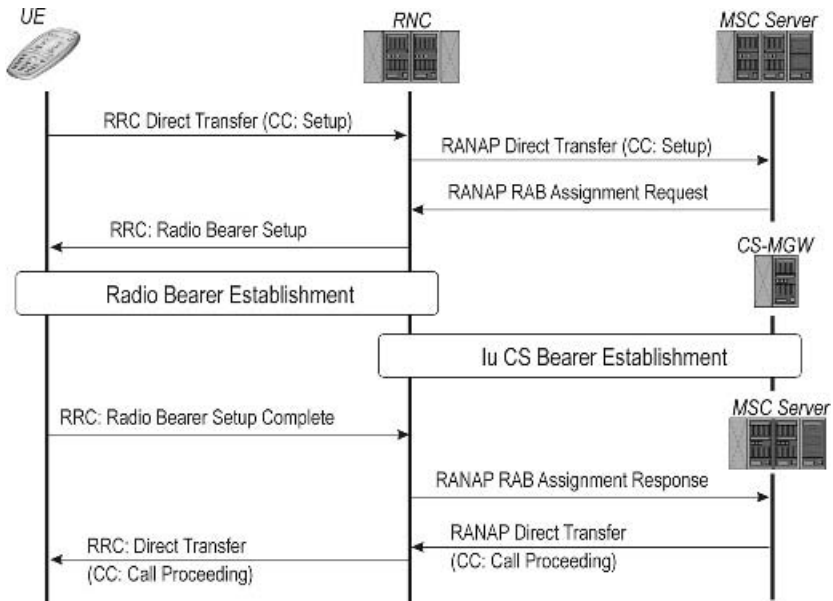 UE
RNC
MSC Server
RRC Direct Transfer (CC: Setup)
RANAP Direct Transfer (CC: Setup)
RANAP RAB Assignment Request
RRC: Radio Bearer Setup
CS-MGW
Radio Bearer Establishment
Iu CS Bearer Establishment
MSC Server
RRC: Radio Bearer Setup Complete
RANAP RAB Assignment Response
RANAP Direct Transfer
(CC: Call Proceeding)
RRC: Direct Transfer
(CC: Call Proceeding)